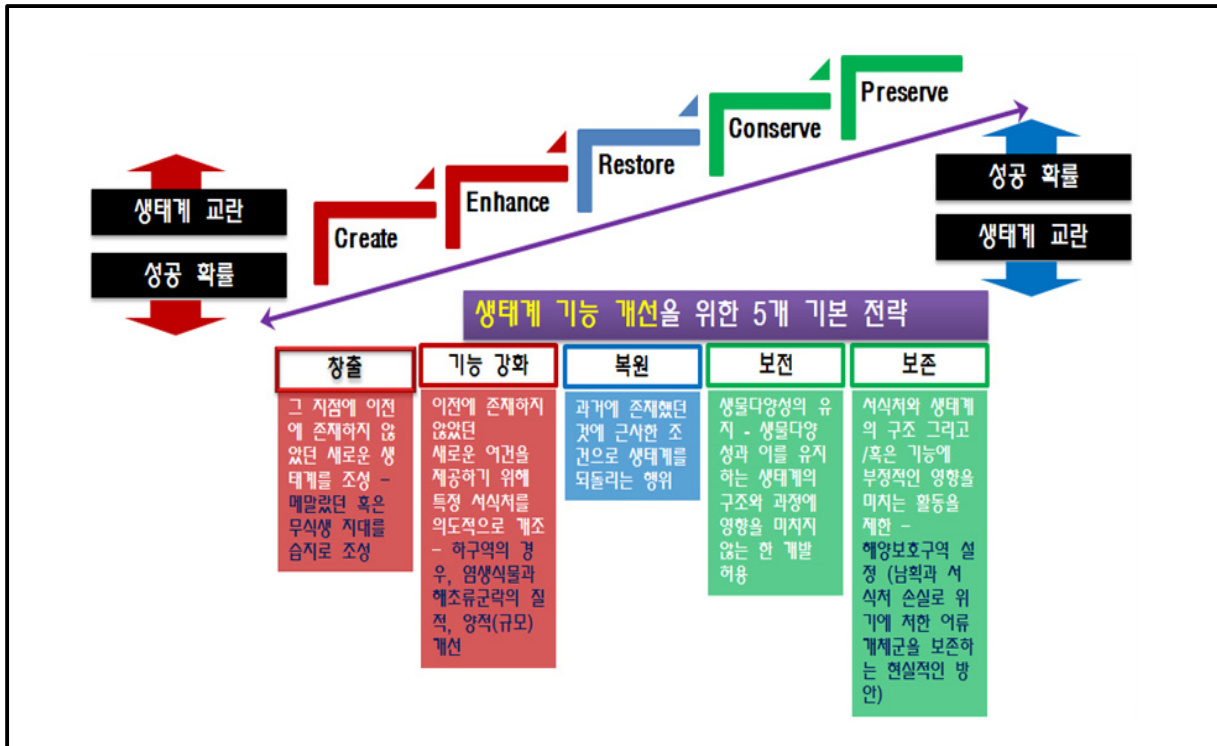 Preserve
Conserve
Restore
Enhance
Create
생태계 교란
성공 확률
성공 확률
생태계 교란
생태계 기능 개선을 위한 5개 기본 전략
창출
그 지점에 이전
에 존재하지 않
았던 새로운 생
태계를 조성 –
메말랐던 혹은
무식생 지대를
습지로 조성
기능 강화
이전에 존재하지
않았던
새로운 여건을
제공하기 위해
특정 서식처를
의도적으로 개조
– 하구역의 경
우, 염생식물과
해초류군락의 질
적, 양적(규모)
개선
복원
과거에 존재했던
것에 근사한 조
건으로 생태계를
되돌리는 행위
보전
생물다양성의 유
지 - 생물다양
성과 이를 유지
하는 생태계의
구조와 과정에
영향을 미치지
않는 한 개발
허용
보존
서식처와 생태계
의 구조 그리고
/혹은 기능에
부정적인 영향을
미치는 활동을
제한 –
해양보호구역 설
정 (남획과 서
식처 손실로 위
기에 처한 어류
개체군을 보존하
는 현실적인 방
안)